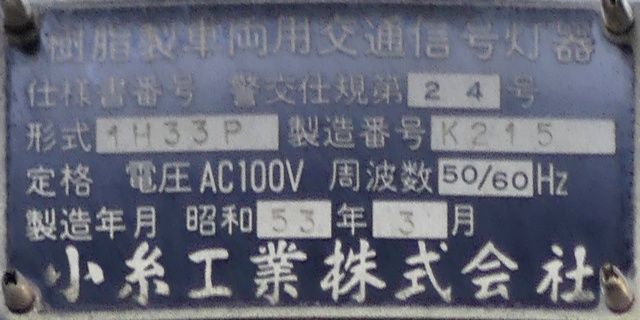 樹脂製車両用交通信号灯器
仕様書番号 警交仕規第 24 号
形式 1H33P 製造番号 K215
定格 電圧 AC100V 周波数 50/60 Hz
製造年月 昭和 53 年 3 月
小糸工業株式会社